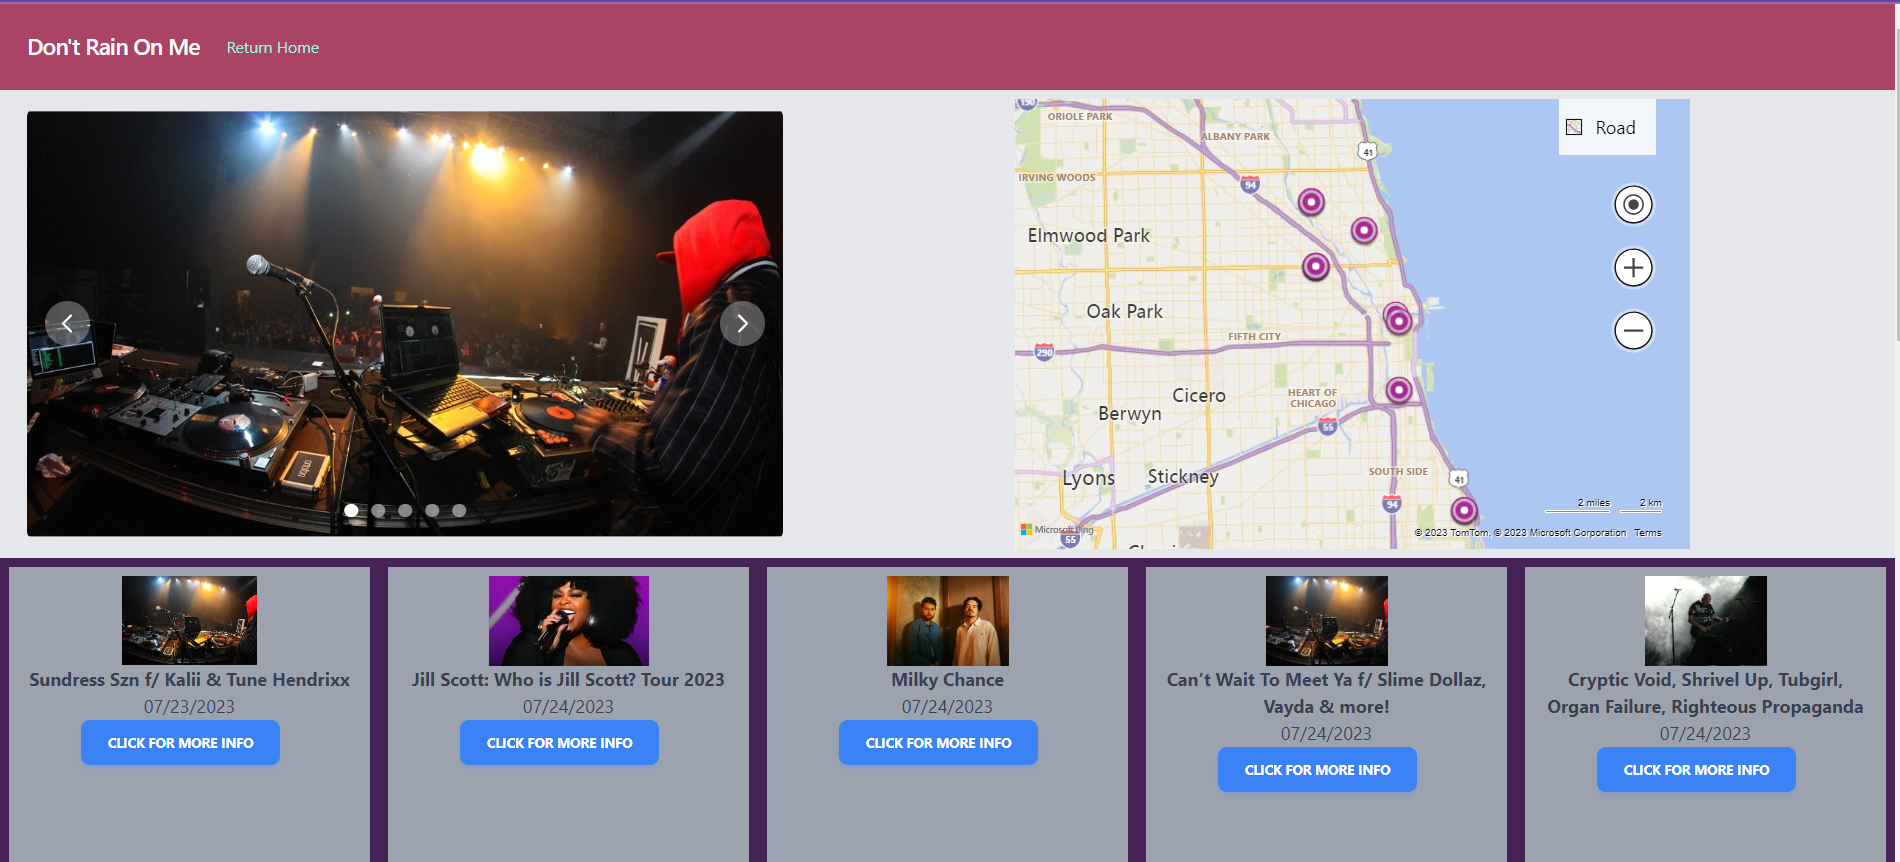 Don't Rain On Me
Return Home
190
ORIOLE PARK
ALBANY PARK
41
Road
IRVING WOODS
94
Elmwood Park
Oak Park
FIFTH CITY
290
Cicero
HEART OF
CHICAGO
Berwyn
55
SOUTH SIDE
Lyons
Stickney
41
94
2 miles
2 km
Microsoft Bing
55
© 2023 TomTom, © 2023 Microsoft Corporation
Terms
Sundress Szn f/ Kalii & Tune Hendrixx
07/23/2023
CLICK FOR MORE INFO
Jill Scott: Who is Jill Scott? Tour 2023
07/24/2023
CLICK FOR MORE INFO
Milky Chance
07/24/2023
CLICK FOR MORE INFO
Can’t Wait To Meet Ya f/ Slime Dollaz,
Vayda & more!
07/24/2023
CLICK FOR MORE INFO
Cryptic Void, Shrivel Up, Tubgirl,
Organ Failure, Righteous Propaganda
07/24/2023
CLICK FOR MORE INFO